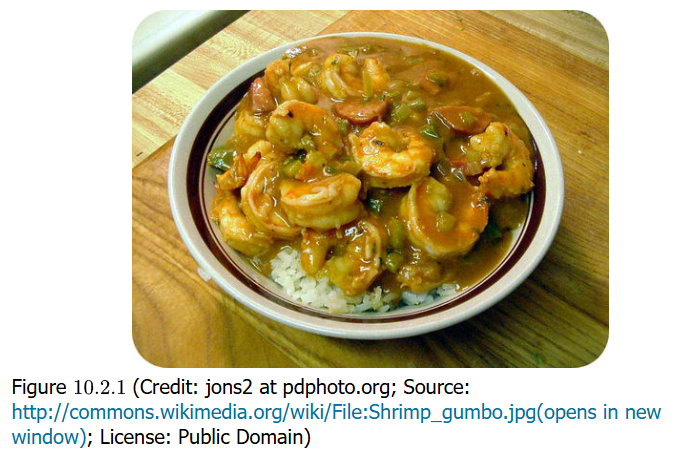 Figure 10.2.1 (Credit: jons2 at pdphoto.org; Source:
http://commons.wikimedia.org/wiki/File:Shrimp_gumbo.jpg(opens in new
window); License: Public Domain)